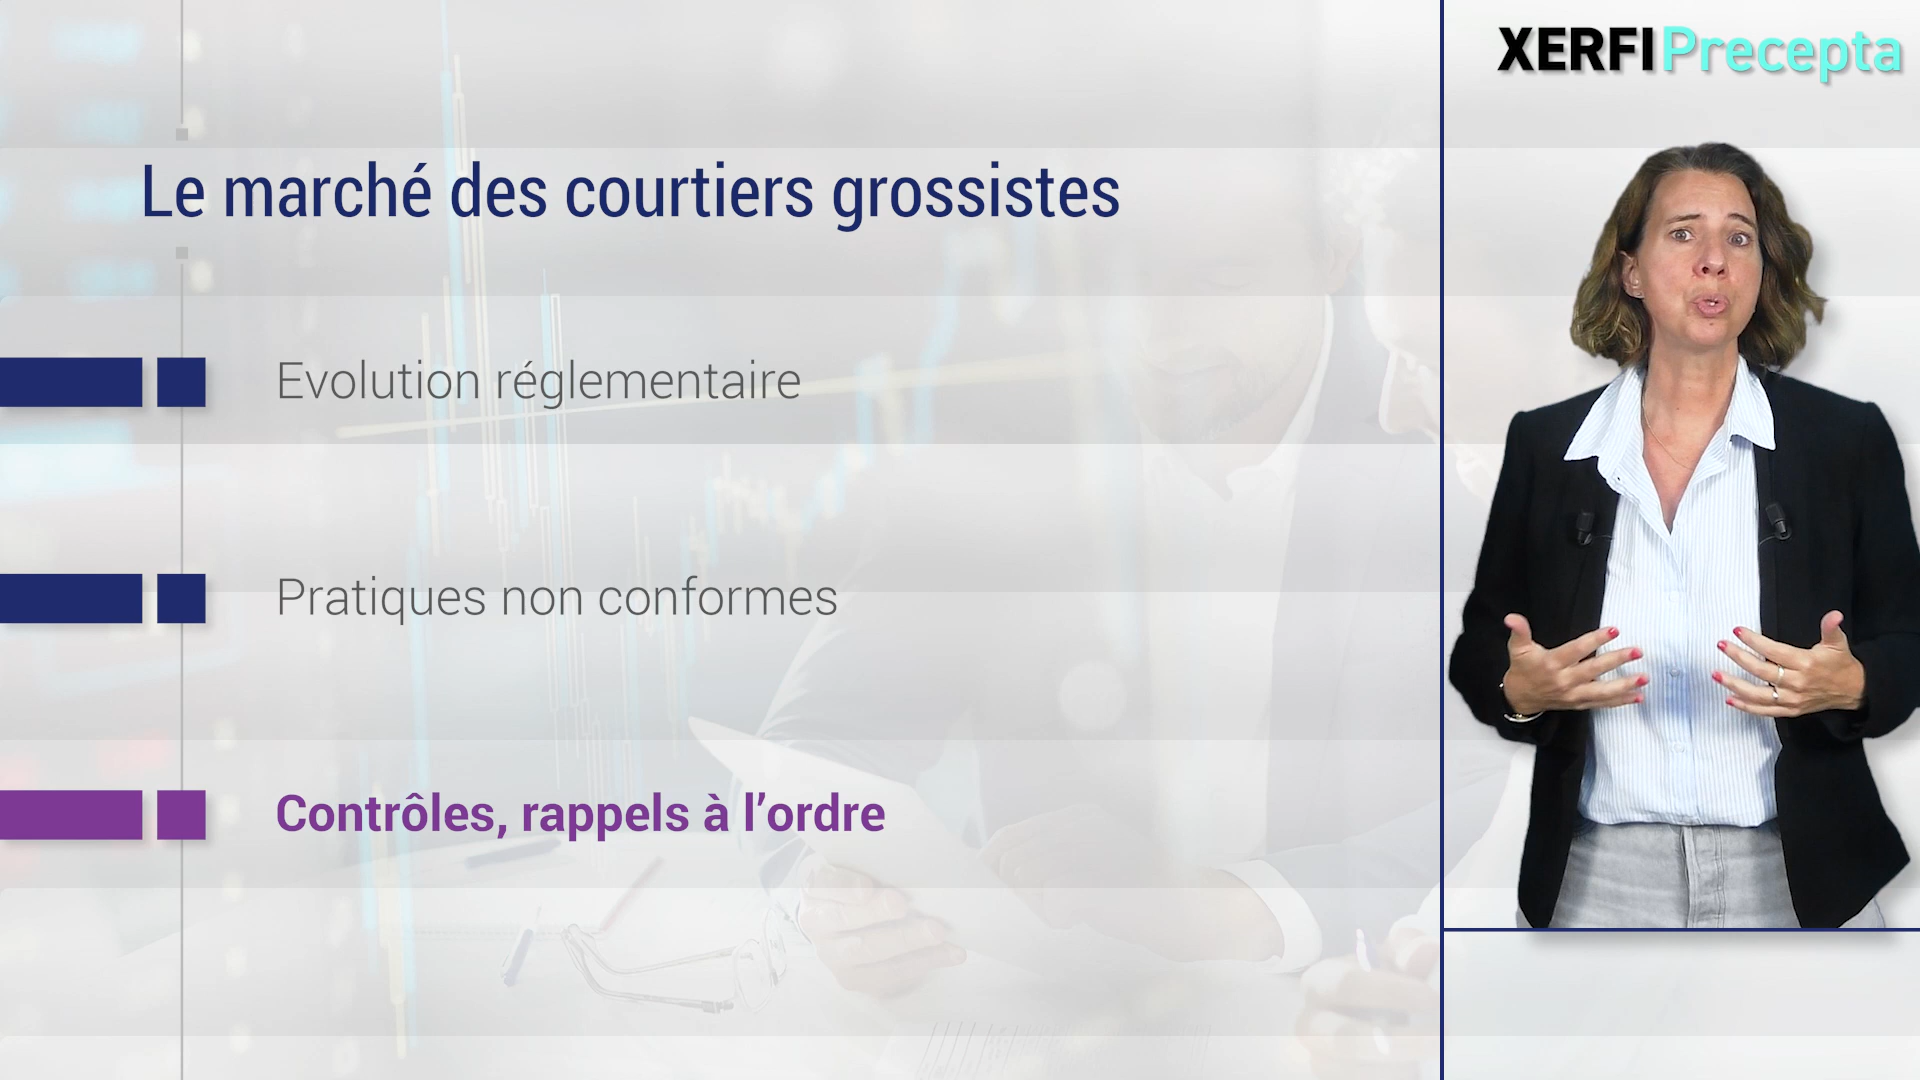 XERFI Precepta
Le marché des courtiers grossistes
Evolution réglementaire
Pratiques non conformes
Contrôles, rappels à l’ordre